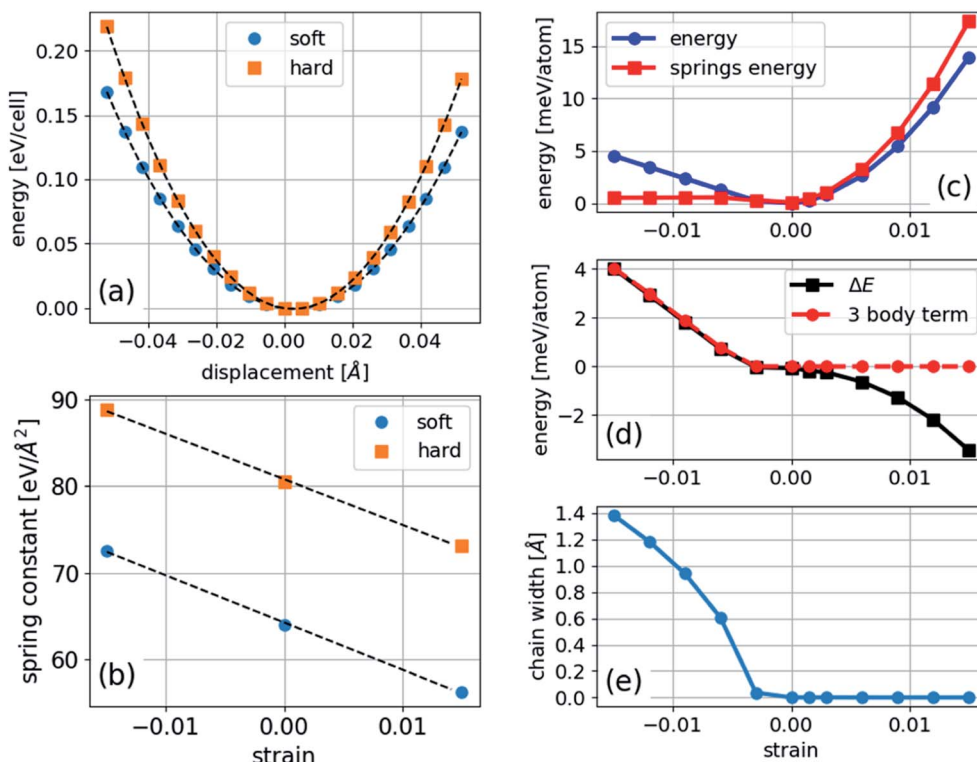 0.20
0.15
0.10
0.05
0.00
energy [eV/cell]
soft
hard
(a)
−0.04 −0.02 0.00 0.02 0.04
displacement [Å]
90
80
70
60
spring constant [eV/Å²]
soft
hard
(b)
−0.01 0.00 0.01
strain
15
10
5
0
energy [meV/atom]
energy
springs energy
(c)
−0.01 0.00 0.01
4
2
0
−2
energy [meV/atom]
ΔE
3 body term
(d)
−0.01 0.00 0.01
1.4
1.2
1.0
0.8
0.6
0.4
0.2
0.0
chain width [Å]
(e)
−0.01 0.00 0.01
strain